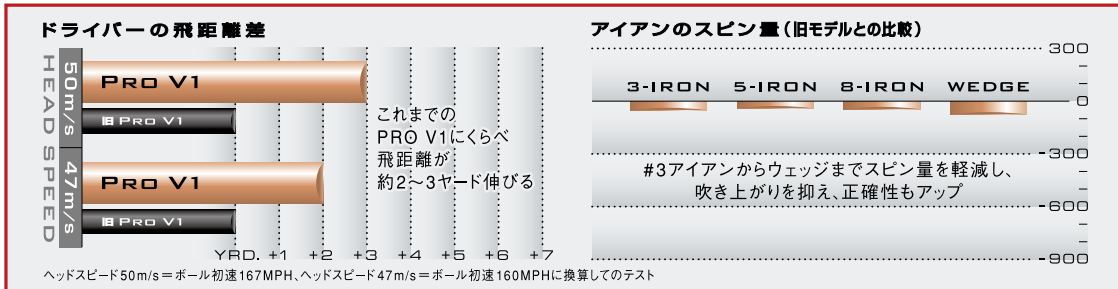 ドライバーの飛距離差
HEAD SPEED
50m/s
PRO V1
旧 PRO V1
47m/s
PRO V1
旧 PRO V1
これまでの
PRO V1にくらべ
飛距離が
約2〜3ヤード伸びる
YRD. +1 +2 +3 +4 +5 +6 +7
アイアンのスピン量(旧モデルとの比較)
300
3-IRON 5-IRON 8-IRON WEDGE
0
-300
#3アイアンからウェッジまでスピン量を軽減し、
吹き上がりを抑え、正確性もアップ
-600
-900
ヘッドスピード50m/s=ボール初速167MPH、ヘッドスピード47m/s=ボール初速160MPHに換算してのテスト